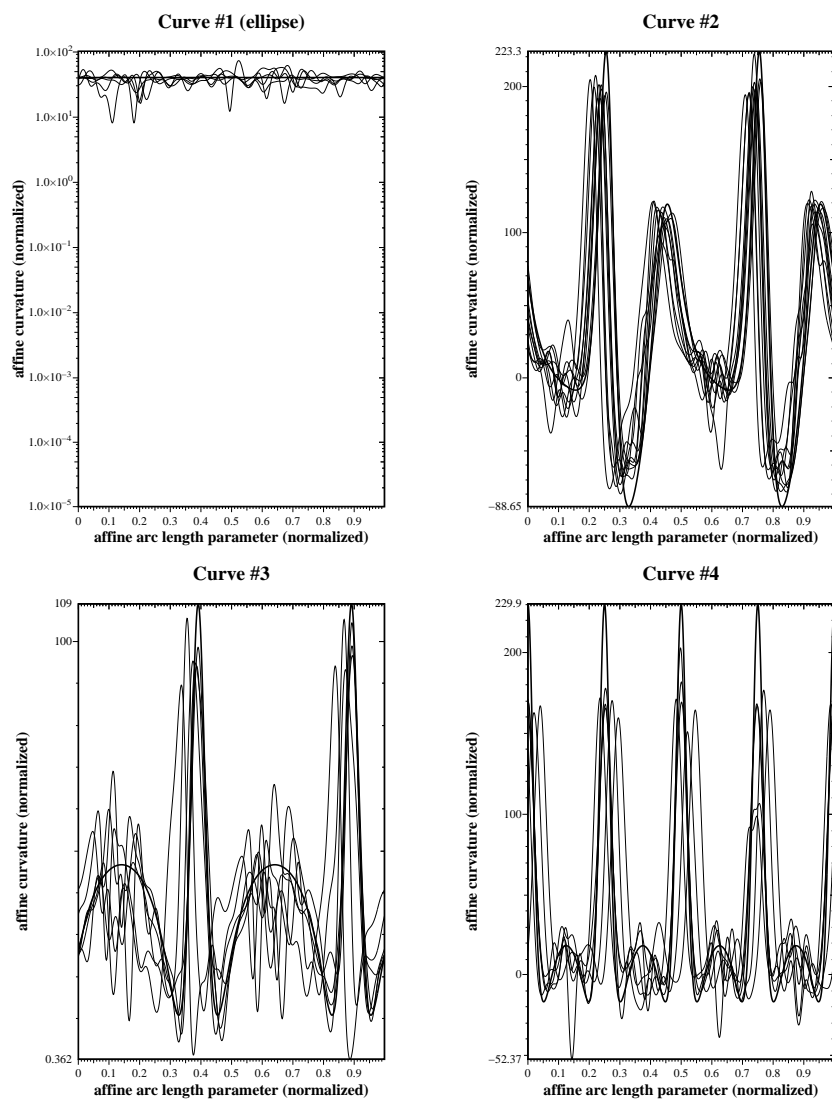 Curve #1 (ellipse)
1.0×10²
1.0×10¹
1.0×10⁰
1.0×10⁻¹
1.0×10⁻²
1.0×10⁻³
1.0×10⁻⁴
1.0×10⁻⁵
affine curvature (normalized)
0 0.1 0.2 0.3 0.4 0.5 0.6 0.7 0.8 0.9
affine arc length parameter (normalized)
Curve #2
223.3
200
100
0
−88.65
affine curvature (normalized)
0 0.1 0.2 0.3 0.4 0.5 0.6 0.7 0.8 0.9
affine arc length parameter (normalized)
Curve #3
109
100
0.362
affine curvature (normalized)
0 0.1 0.2 0.3 0.4 0.5 0.6 0.7 0.8 0.9
affine arc length parameter (normalized)
Curve #4
229.9
200
100
0
−52.37
affine curvature (normalized)
0 0.1 0.2 0.3 0.4 0.5 0.6 0.7 0.8 0.9
affine arc length parameter (normalized)